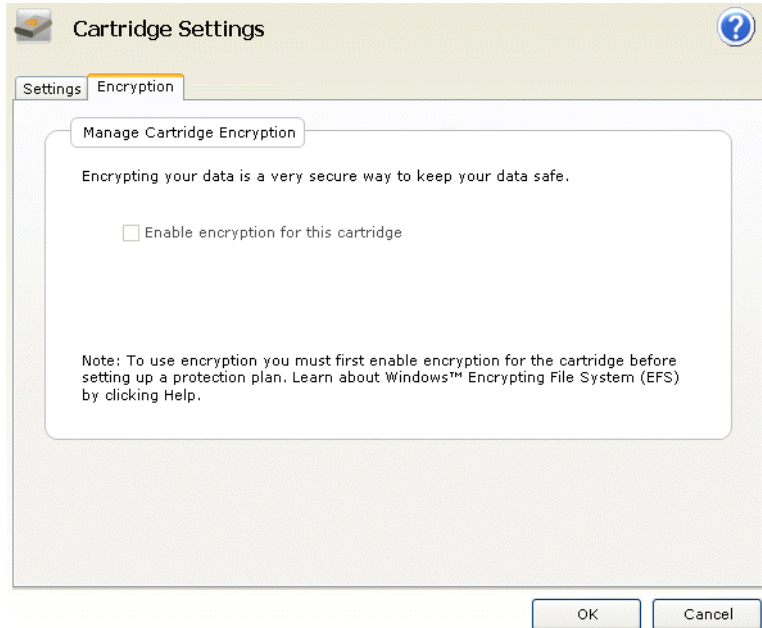 Cartridge Settings
?
Settings
Encryption
Manage Cartridge Encryption
Encrypting your data is a very secure way to keep your data safe.
Enable encryption for this cartridge
Note: To use encryption you must first enable encryption for the cartridge before
setting up a protection plan. Learn about Windows™ Encrypting File System (EFS)
by clicking Help.
OK
Cancel